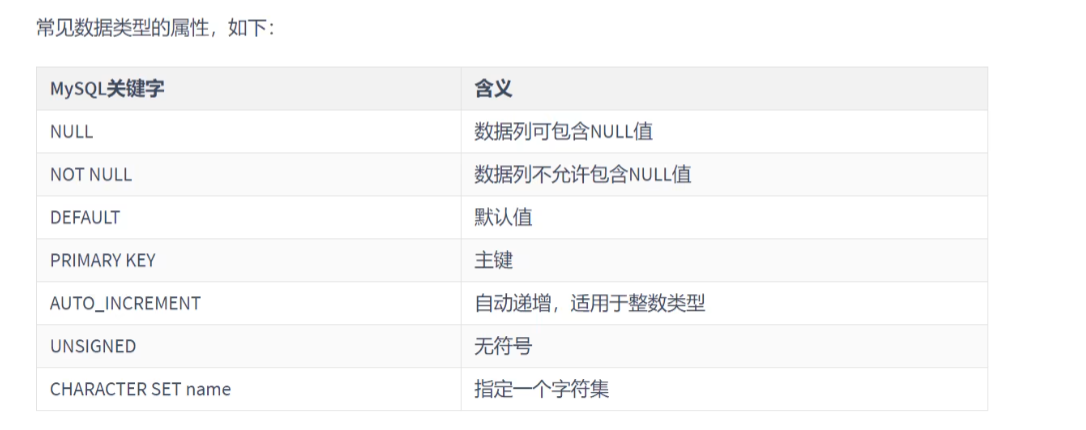 常见数据类型的属性，如下：
MySQL关键字 含义
NULL 数据列可包含NULL值
NOT NULL 数据列不允许包含NULL值
DEFAULT 默认值
PRIMARY KEY 主键
AUTO_INCREMENT 自动递增，适用于整数类型
UNSIGNED 无符号
CHARACTER SET name 指定一个字符集